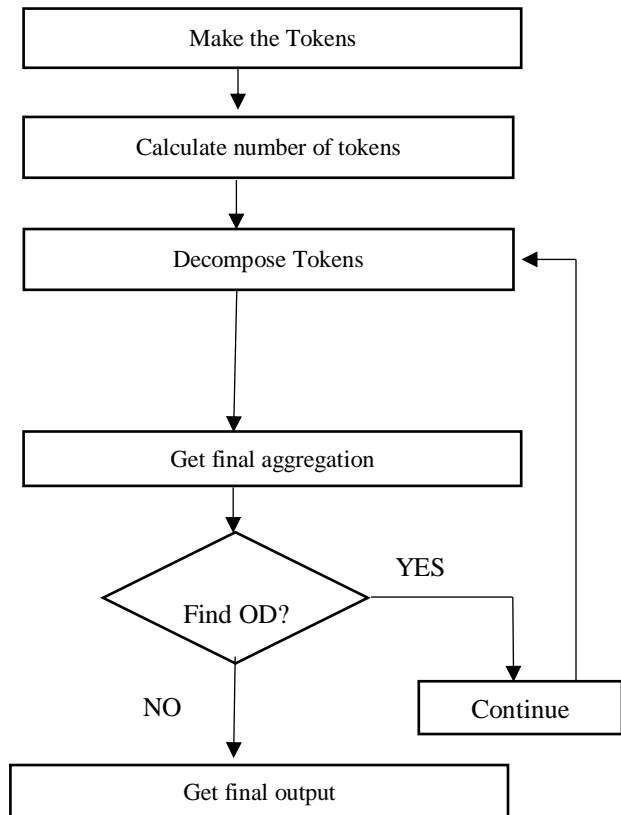 Make the Tokens
Calculate number of tokens
Decompose Tokens
Get final aggregation
YES
Find OD?
NO
Continue
Get final output